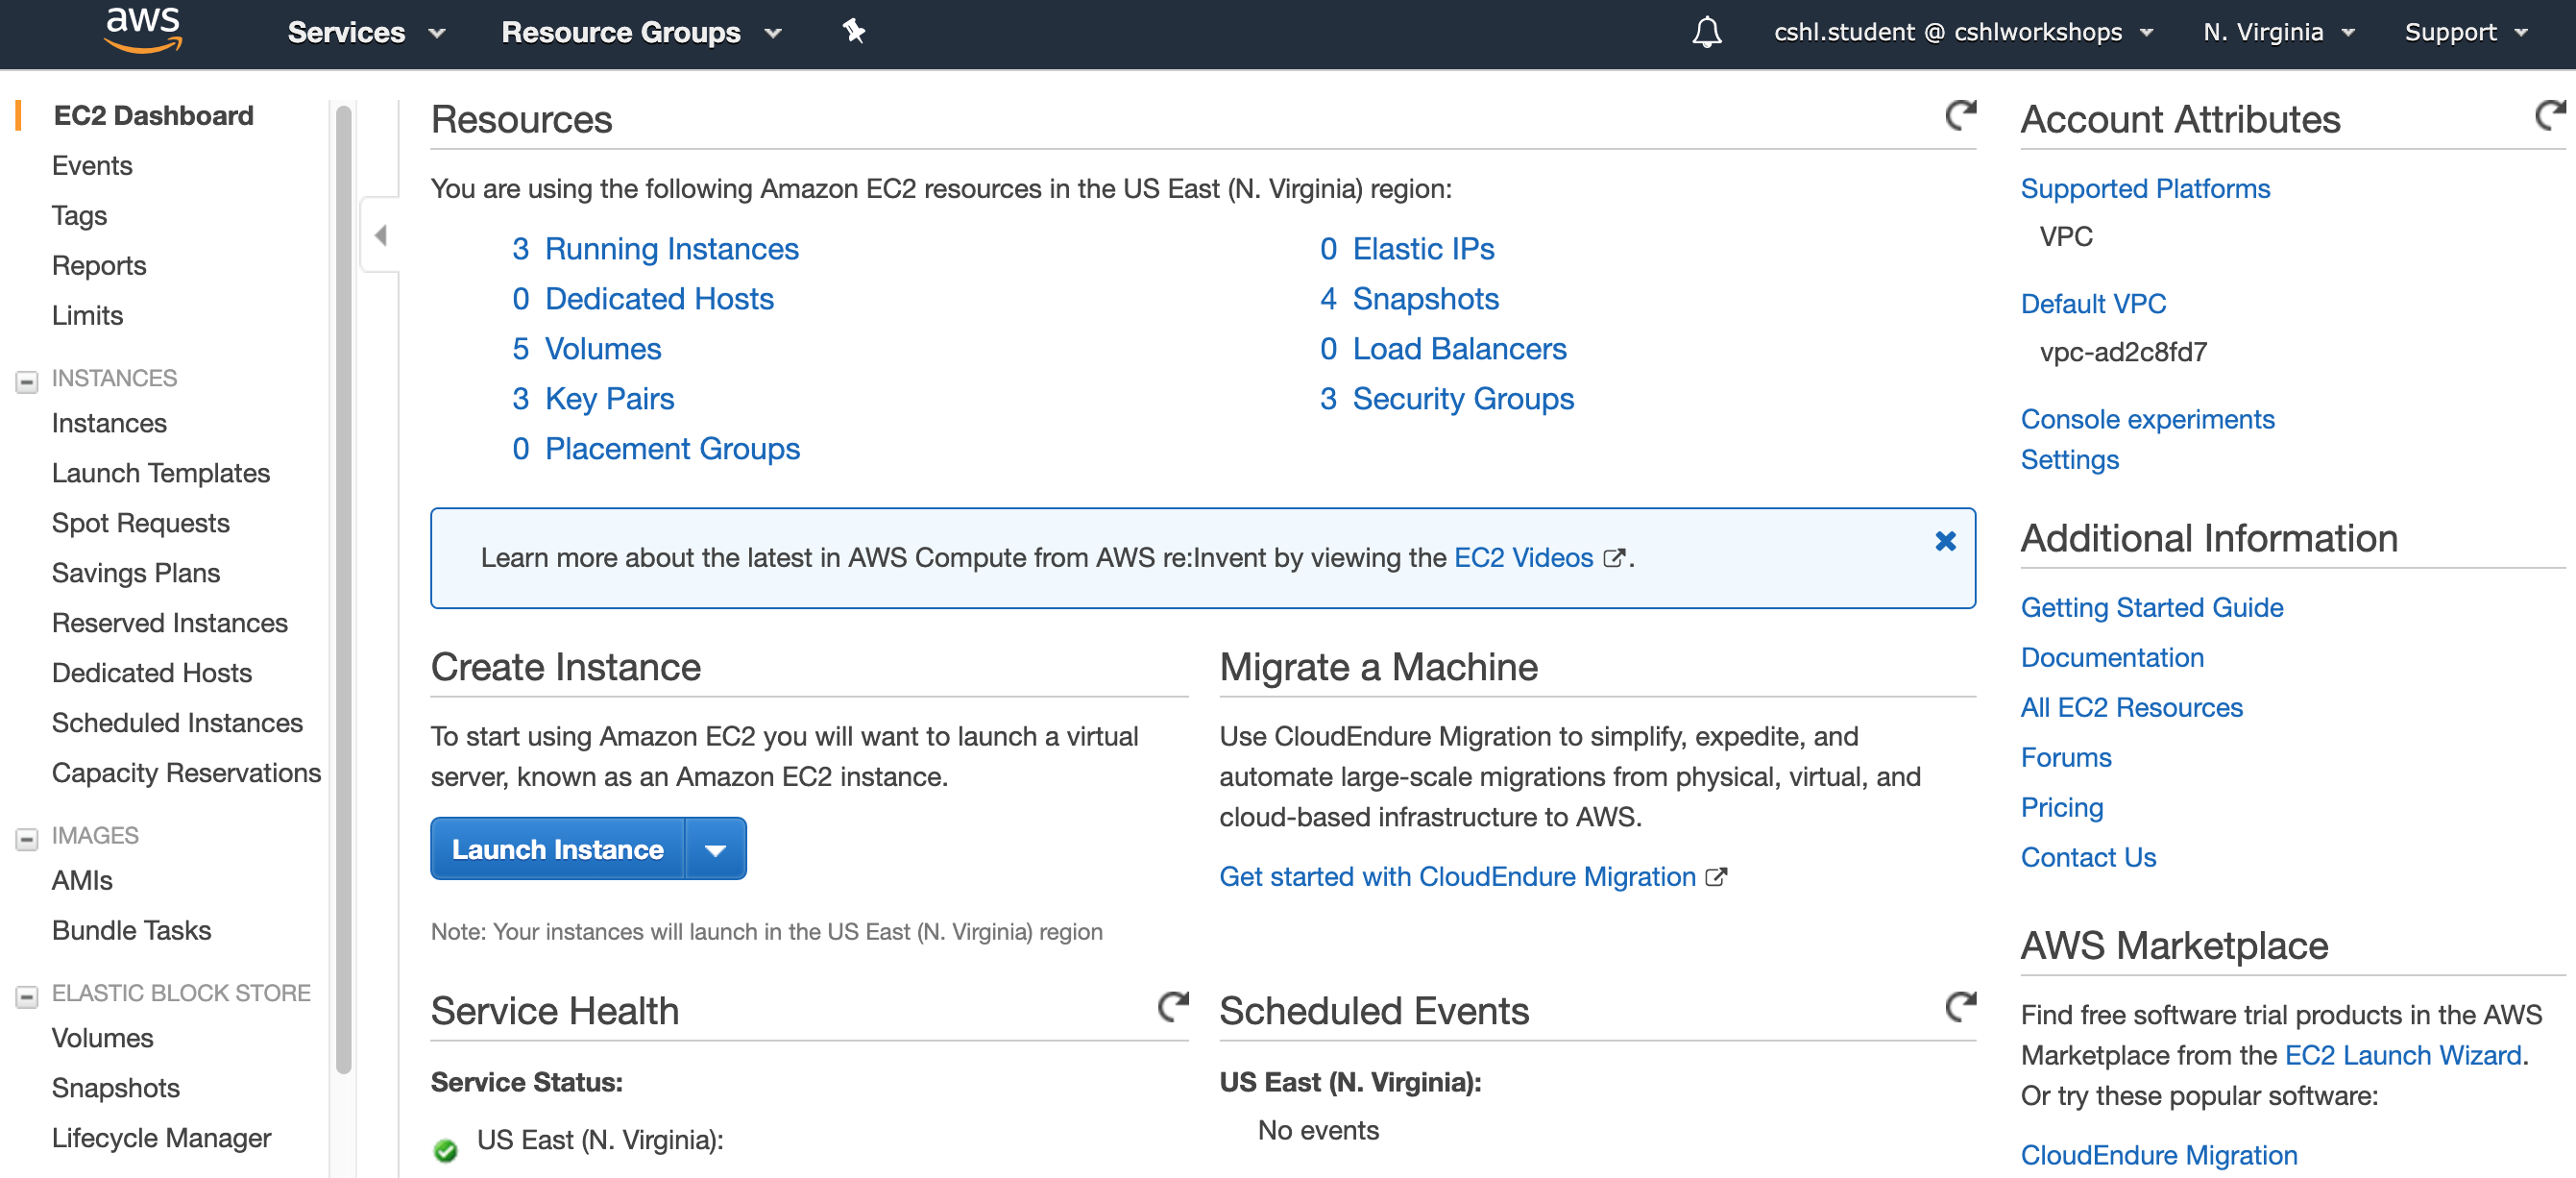 aws
Services
Resource Groups
cshl.student @ cshlworkshops
N. Virginia
Support
EC2 Dashboard
Events
Tags
Reports
Limits
INSTANCES
Instances
Launch Templates
Spot Requests
Savings Plans
Reserved Instances
Dedicated Hosts
Scheduled Instances
Capacity Reservations
IMAGES
AMIs
Bundle Tasks
ELASTIC BLOCK STORE
Volumes
Snapshots
Lifecycle Manager
Resources
You are using the following Amazon EC2 resources in the US East (N. Virginia) region:
3 Running Instances
0 Dedicated Hosts
5 Volumes
3 Key Pairs
0 Placement Groups
0 Elastic IPs
4 Snapshots
0 Load Balancers
3 Security Groups
Learn more about the latest in AWS Compute from AWS re:Invent by viewing the EC2 Videos .
Create Instance
To start using Amazon EC2 you will want to launch a virtual
server, known as an Amazon EC2 instance.
Launch Instance
Note: Your instances will launch in the US East (N. Virginia) region
Migrate a Machine
Use CloudEndure Migration to simplify, expedite, and
automate large-scale migrations from physical, virtual, and
cloud-based infrastructure to AWS.
Get started with CloudEndure Migration
Service Health
Service Status:
US East (N. Virginia):
Scheduled Events
US East (N. Virginia):
No events
Account Attributes
Supported Platforms
VPC
Default VPC
vpc-ad2c8fd7
Console experiments
Settings
Additional Information
Getting Started Guide
Documentation
All EC2 Resources
Forums
Pricing
Contact Us
AWS Marketplace
Find free software trial products in the AWS
Marketplace from the EC2 Launch Wizard.
Or try these popular software:
CloudEndure Migration